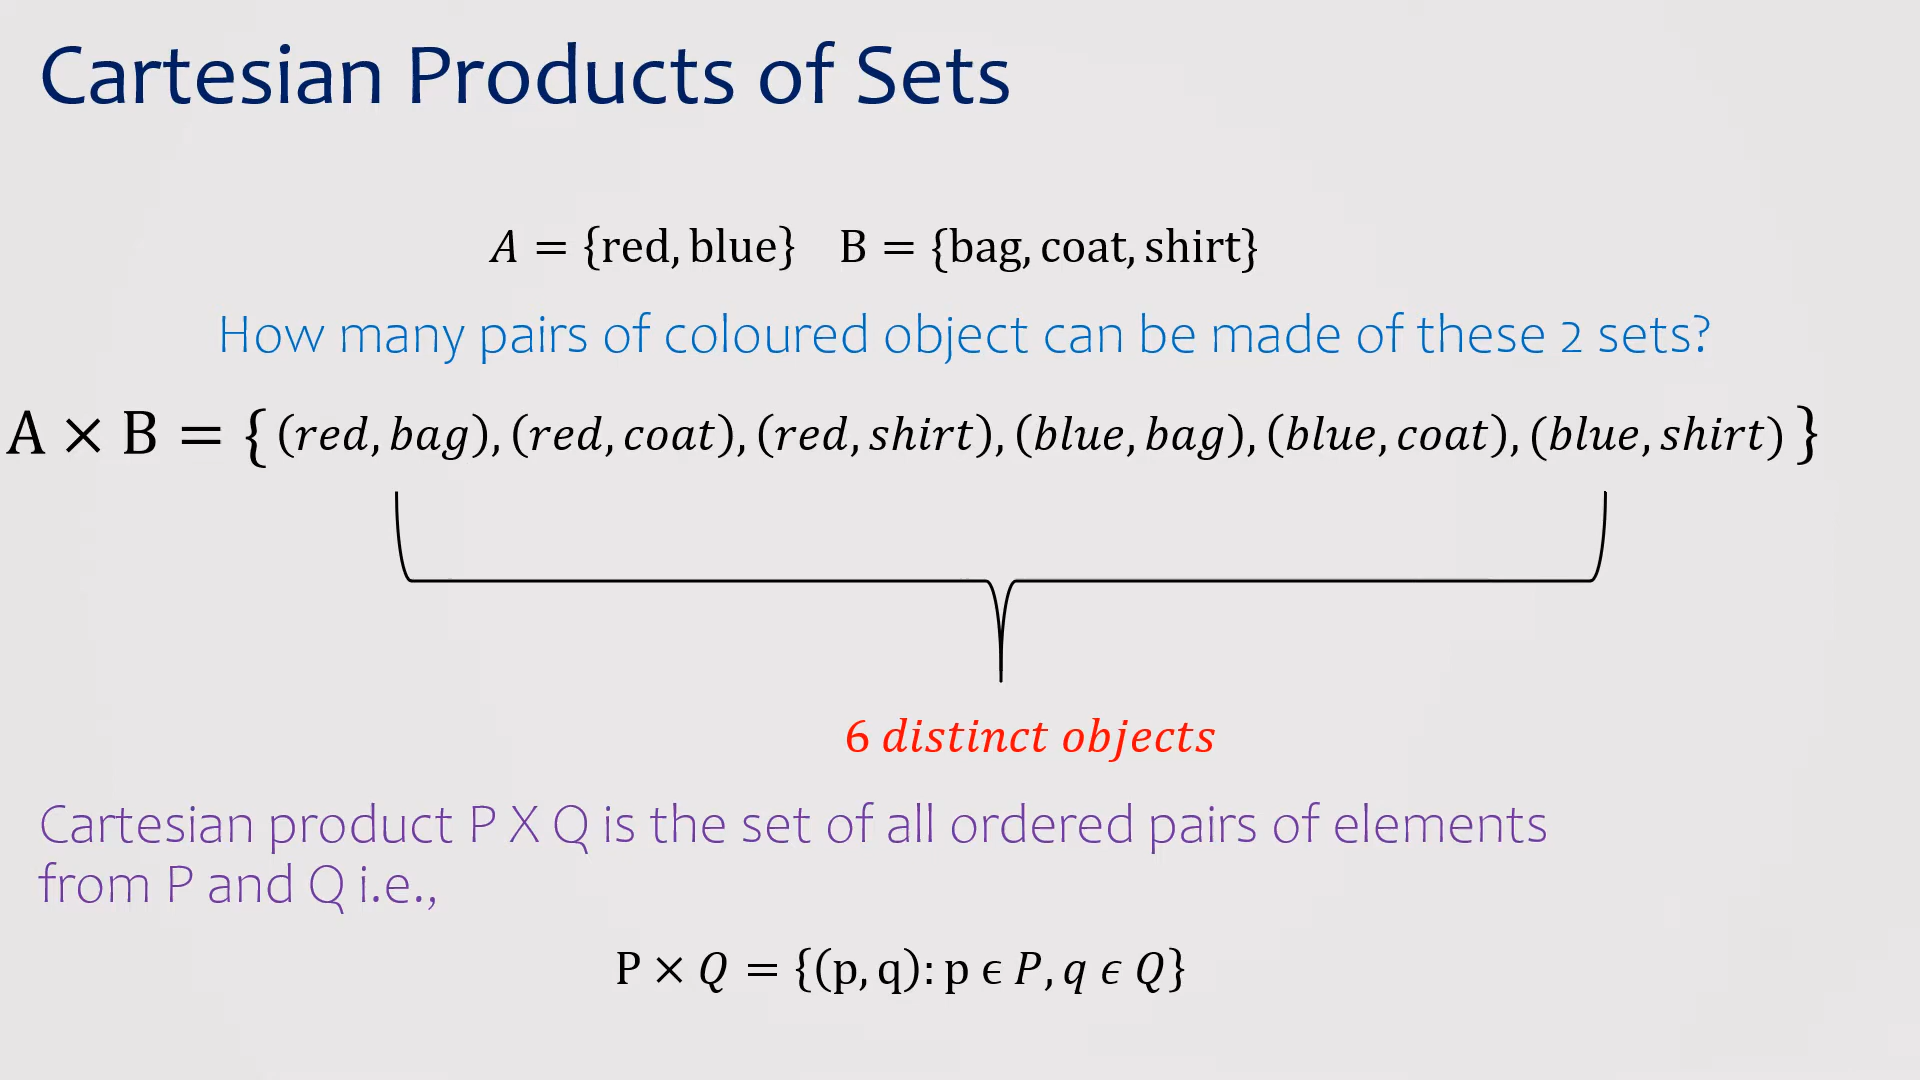 Cartesian Products of Sets
A = {red, blue} B = {bag, coat, shirt}
How many pairs of coloured object can be made of these 2 sets?
A × B = { (red, bag), (red, coat), (red, shirt), (blue, bag), (blue, coat), (blue, shirt) }
6 distinct objects
Cartesian product P X Q is the set of all ordered pairs of elements
from P and Q i.e.,
P × Q = {(p, q): p ϵ P, q ϵ Q}